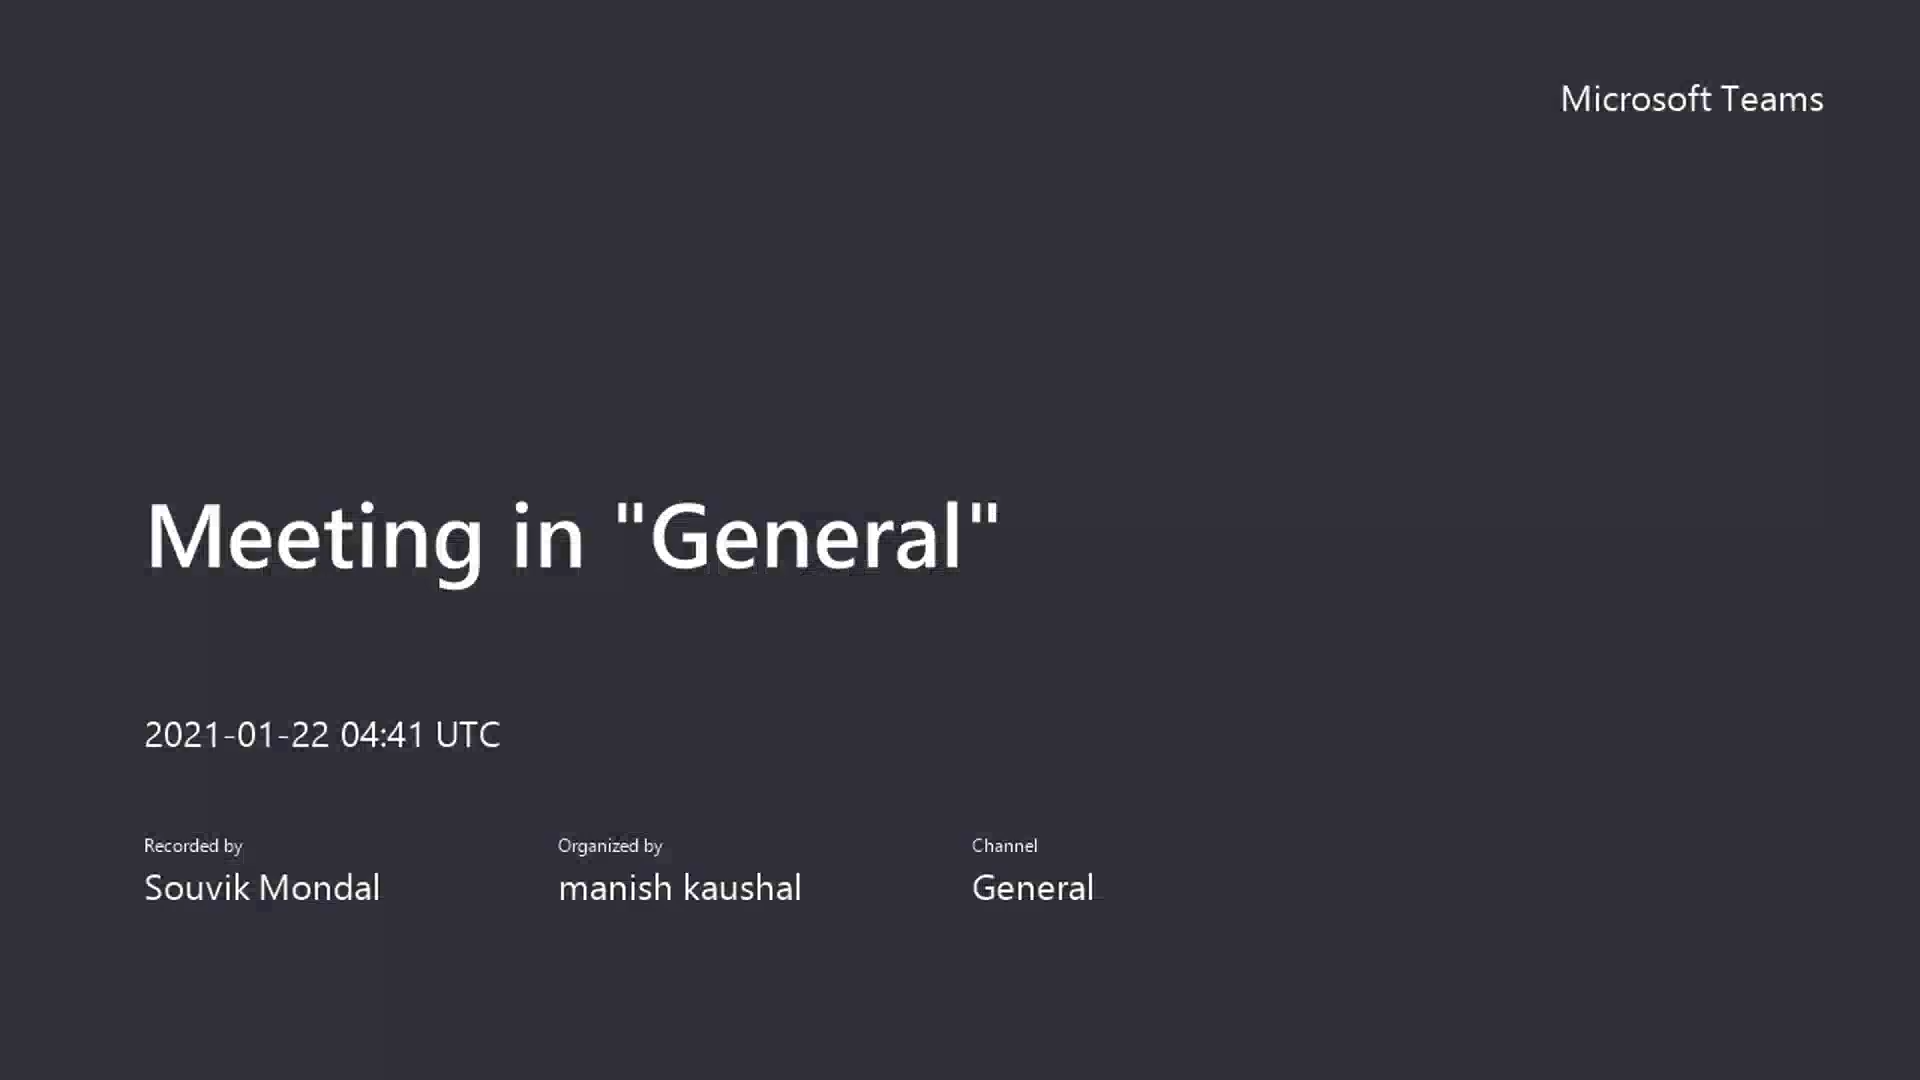 Microsoft Teams
Meeting in "General"
2021-01-22 04:41 UTC
Recorded by
Souvik Mondal
Organized by
manish kaushal
Channel
General